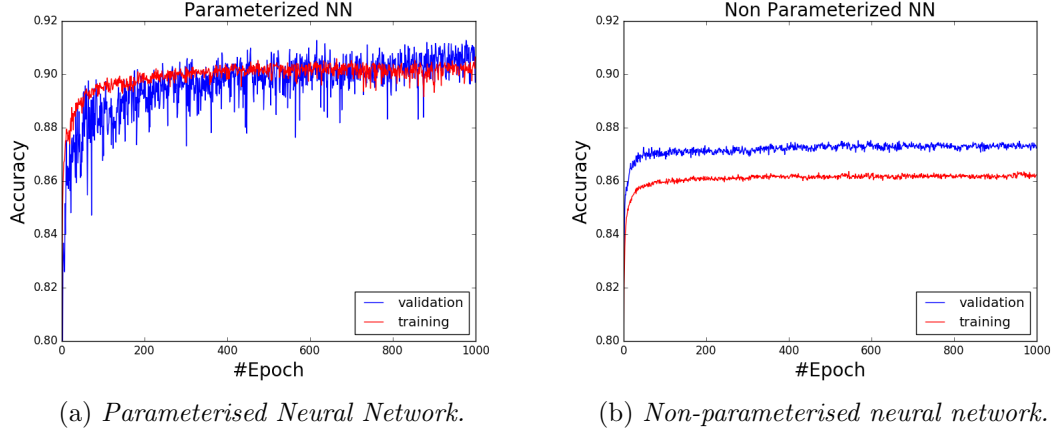 Parameterized NN
0.92
0.90
0.88
0.86
0.84
0.82
0.80
Accuracy
validation
training
0 200 400 600 800 1000
#Epoch
(a) Parameterised Neural Network.
Non Parameterized NN
0.92
0.90
0.88
0.86
0.84
0.82
0.80
Accuracy
validation
training
0 200 400 600 800 1000
#Epoch
(b) Non-parameterised neural network.